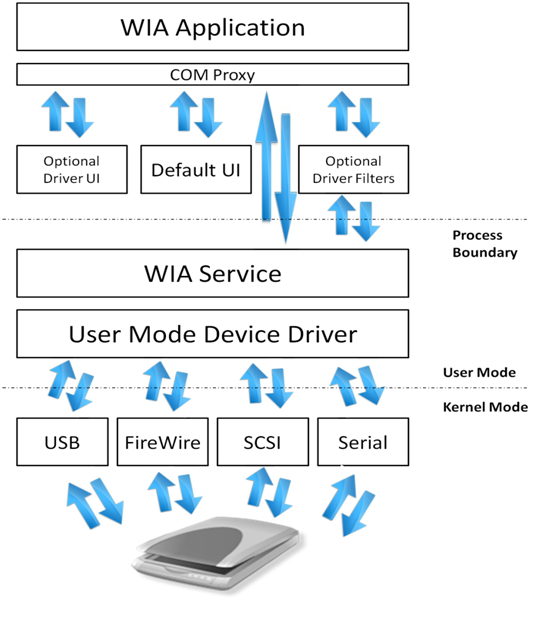 WIA Application
COM Proxy
Optional
Driver UI
Default UI
Optional
Driver Filters
Process
Boundary
WIA Service
User Mode Device Driver
User Mode
Kernel Mode
USB
FireWire
SCSI
Serial